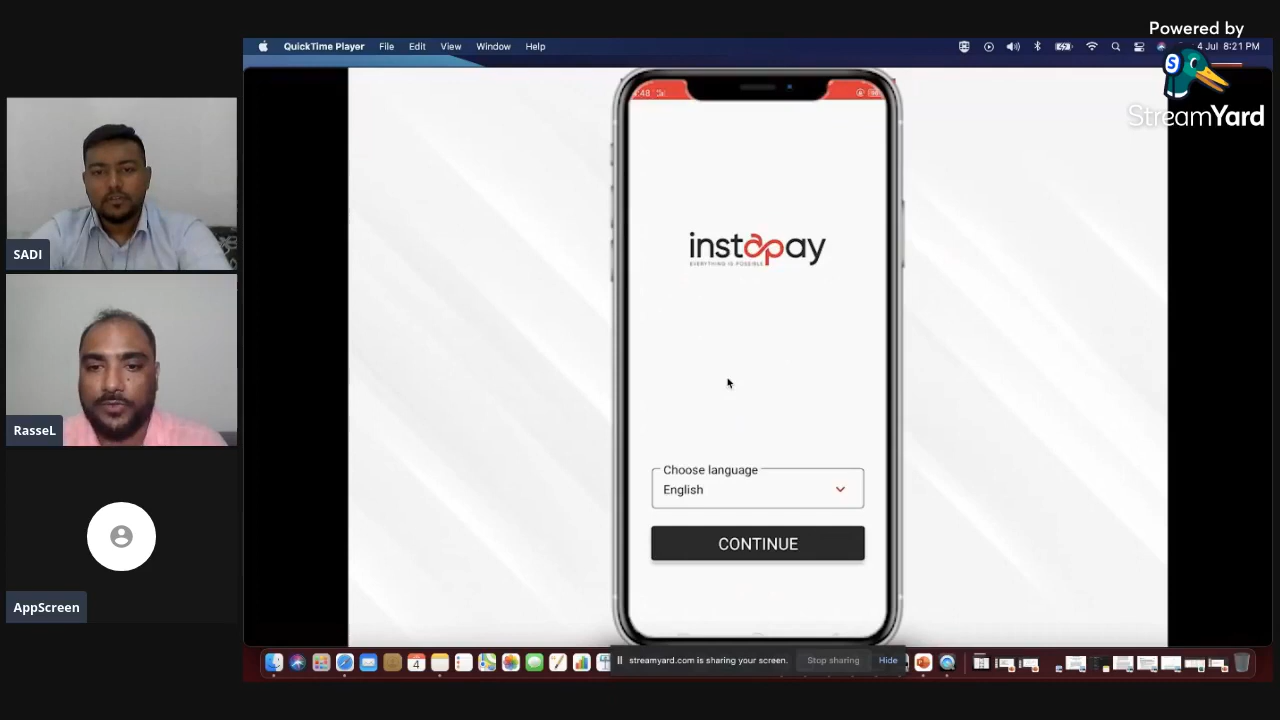 Powered by
StreamYard
QuickTime Player File Edit View Window Help
4 Jul 8:21 PM
SADI
RasseL
AppScreen
:48
instapay
EVERYTHING IS POSSIBLE
Choose language
English
CONTINUE
streamyard.com is sharing your screen. Stop sharing Hide